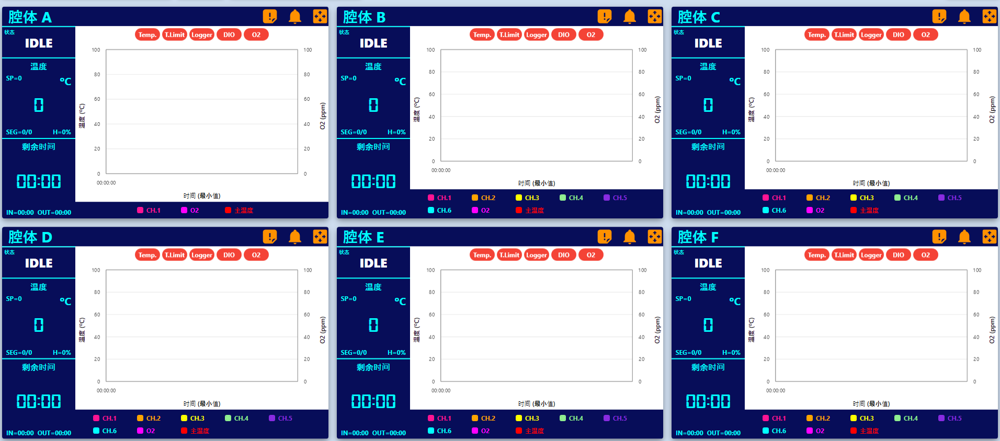 腔体 A
状态
IDLE
温度
SP=0
ºC
0
SEG=0/0 H=0%
剩余时间
00:00
IN=00:00 OUT=00:00
Temp. T.Limit Logger DIO O2
100
80
60
40
20
0
温度 (ºC)
100
80
60
40
20
0
O2 (ppm)
00:00:00
时间 (最小值)
CH.1 O2 主温度
腔体 B
状态
IDLE
温度
SP=0
ºC
0
SEG=0/0 H=0%
剩余时间
00:00
IN=00:00 OUT=00:00
Temp. T.Limit Logger DIO O2
100
80
60
40
20
0
温度 (ºC)
100
80
60
40
20
0
O2 (ppm)
00:00:00
时间 (最小值)
CH.1 CH.2 CH.3 CH.4 CH.5
CH.6 O2 主温度
腔体 C
状态
IDLE
温度
SP=0
ºC
0
SEG=0/0 H=0%
剩余时间
00:00
IN=00:00 OUT=00:00
Temp. T.Limit Logger DIO O2
100
80
60
40
20
0
温度 (ºC)
100
80
60
40
20
0
O2 (ppm)
00:00:00
时间 (最小值)
CH.1 CH.2 CH.3 CH.4 CH.5
CH.6 O2 主温度
腔体 D
状态
IDLE
温度
SP=0
ºC
0
SEG=0/0 H=0%
剩余时间
00:00
IN=00:00 OUT=00:00
Temp. T.Limit Logger DIO O2
100
80
60
40
20
0
温度 (ºC)
100
80
60
40
20
0
O2 (ppm)
00:00:00
时间 (最小值)
CH.1 CH.2 CH.3 CH.4 CH.5
CH.6 O2 主温度
腔体 E
状态
IDLE
温度
SP=0
ºC
0
SEG=0/0 H=0%
剩余时间
00:00
IN=00:00 OUT=00:00
Temp. T.Limit Logger DIO O2
100
80
60
40
20
0
温度 (ºC)
100
80
60
40
20
0
O2 (ppm)
00:00:00
时间 (最小值)
CH.1 CH.2 CH.3 CH.4 CH.5
CH.6 O2 主温度
腔体 F
状态
IDLE
温度
SP=0
ºC
0
SEG=0/0 H=0%
剩余时间
00:00
IN=00:00 OUT=00:00
Temp. T.Limit Logger DIO O2
100
80
60
40
20
0
温度 (ºC)
100
80
60
40
20
0
O2 (ppm)
00:00:00
时间 (最小值)
CH.1 CH.2 CH.3 CH.4 CH.5
CH.6 O2 主温度